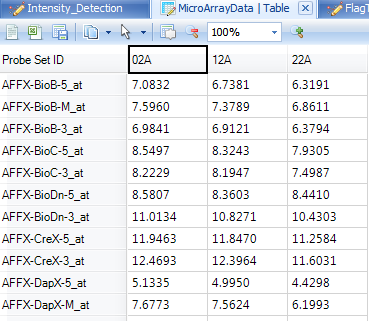 Intensity_Detection MicroArrayData | Table FlagT
100%
Probe Set ID 02A 12A 22A
AFFX-BioB-5_at 7.0832 6.7381 6.3191
AFFX-BioB-M_at 7.5960 7.3789 6.8611
AFFX-BioB-3_at 6.9841 6.9121 6.3794
AFFX-BioC-5_at 8.5497 8.3243 7.9305
AFFX-BioC-3_at 8.2229 8.1947 7.4987
AFFX-BioDn-5_at 8.5807 8.3603 8.4410
AFFX-BioDn-3_at 11.0134 10.8271 10.4303
AFFX-CreX-5_at 11.9463 11.8470 11.2584
AFFX-CreX-3_at 12.4693 12.3964 11.6031
AFFX-DapX-5_at 5.1335 4.9950 4.4298
AFFX-DapX-M_at 7.6773 7.5624 6.1993